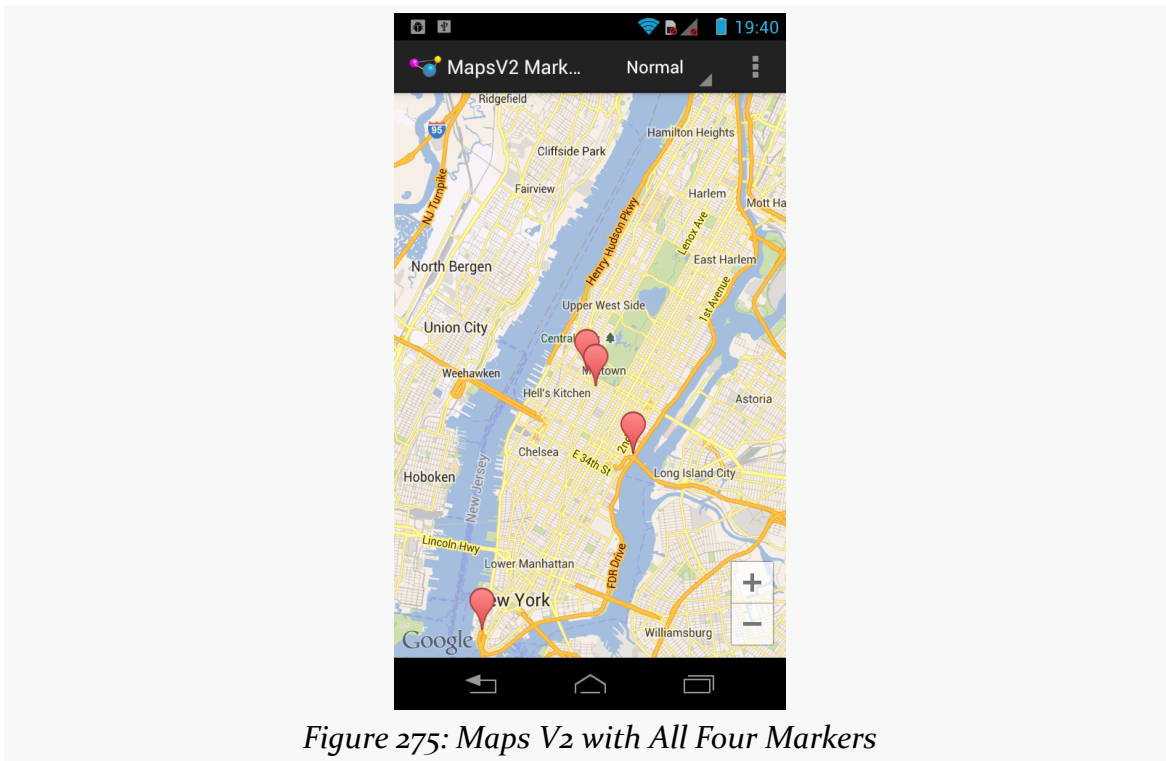 19:40
MapsV2 Mark...
Normal
Ridgefield
95
Hamilton Heights
Cliffside Park
Fairview
NJ Turnpike
Harlem
Mott Ha
Henry Hudson Pkwy
Lenox Ave
East Harlem
North Bergen
1st Avenue
Upper West Side
Union City
Central
Weehawken
town
Hell's Kitchen
Astoria
2n
Chelsea
E 34th St
Long Island City
Hoboken
New Jersey
Lincoln Hwy
Lower Manhattan
FDR Drive
+
ew York
−
Williamsburg
Google
Figure 275: Maps V2 with All Four Markers